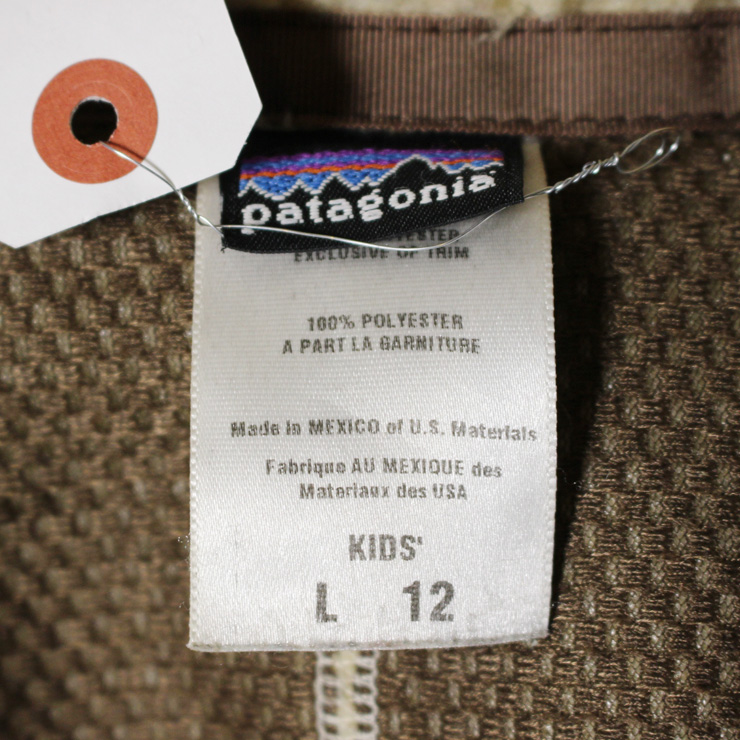 patagonia
EXCLUSIVE OF TRIM
100% POLYESTER
A PART LA GARNITURE
Made in MEXICO of U.S. Materials
Fabrique AU MEXIQUE des
Materiaux des USA
KIDS'
L 12